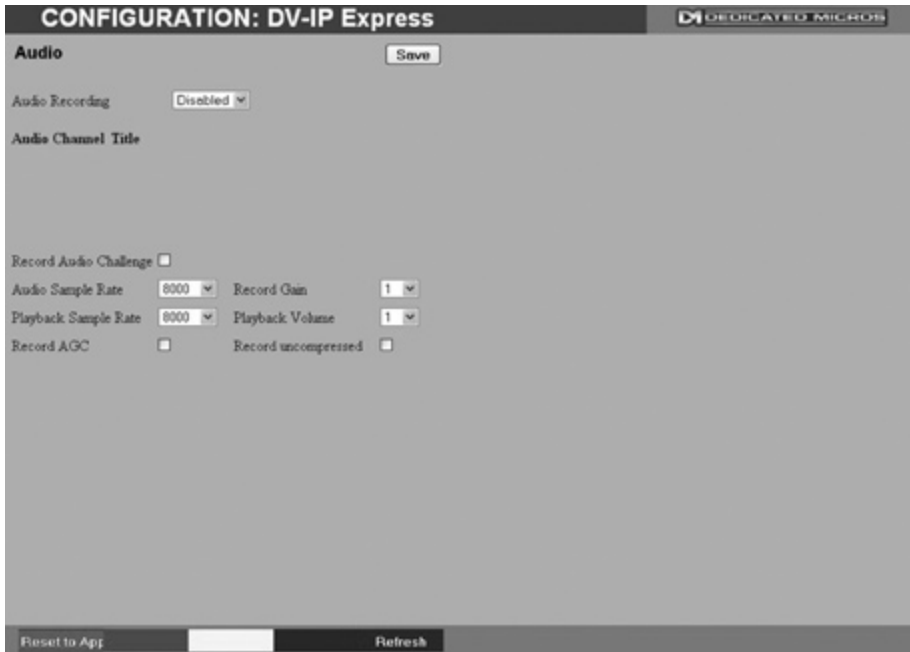 CONFIGURATION: DV-IP Express
DEDICATED MICROS
Audio
Save
Audio Recording Disabled
Audio Channel Title
Record Audio Challenge
Audio Sample Rate 8000 Record Gain 1
Playback Sample Rate 8000 Playback Volume 1
Record AGC Record uncompressed
Reset to App Refresh